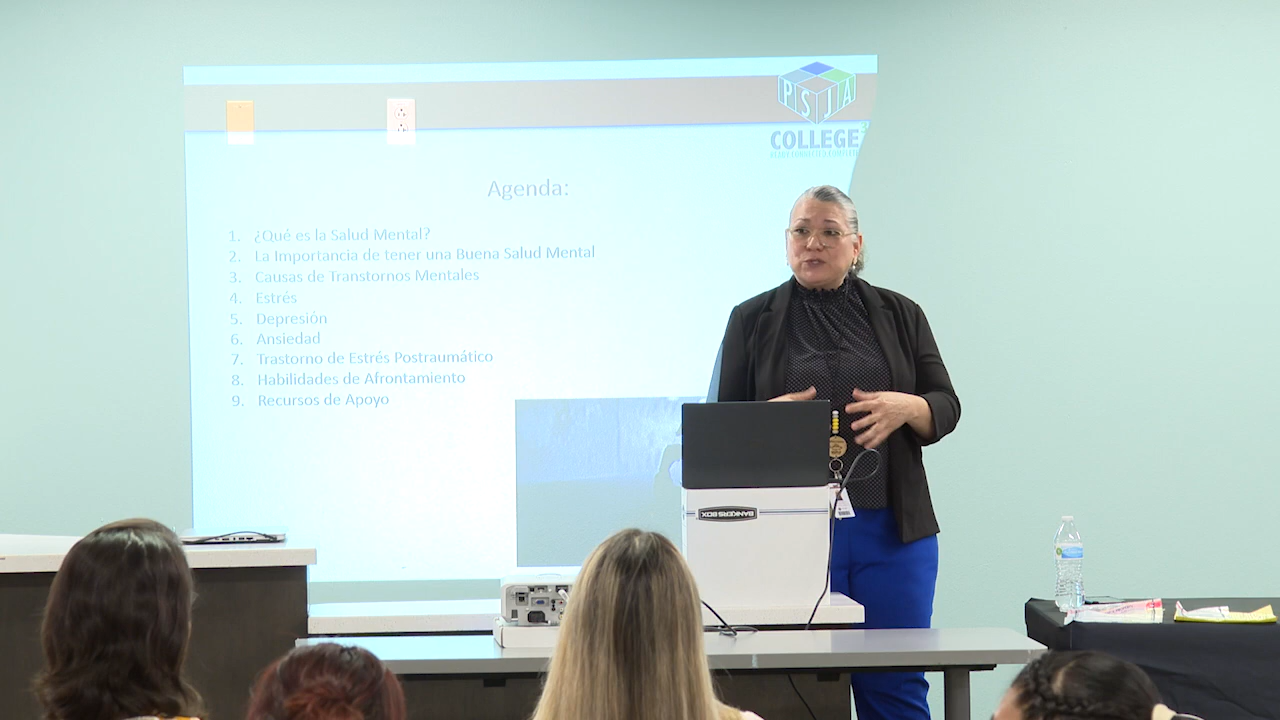 PSJA
COLLEGE³
Agenda:
1. ¿Qué es la Salud Mental?
2. La Importancia de tener una Buena Salud Mental
3. Causas de Transtornos Mentales
4. Estrés
5. Depresión
6. Ansiedad
7. Trastorno de Estrés Postraumático
8. Habilidades de Afrontamiento
9. Recursos de Apoyo
BANKERS BOX